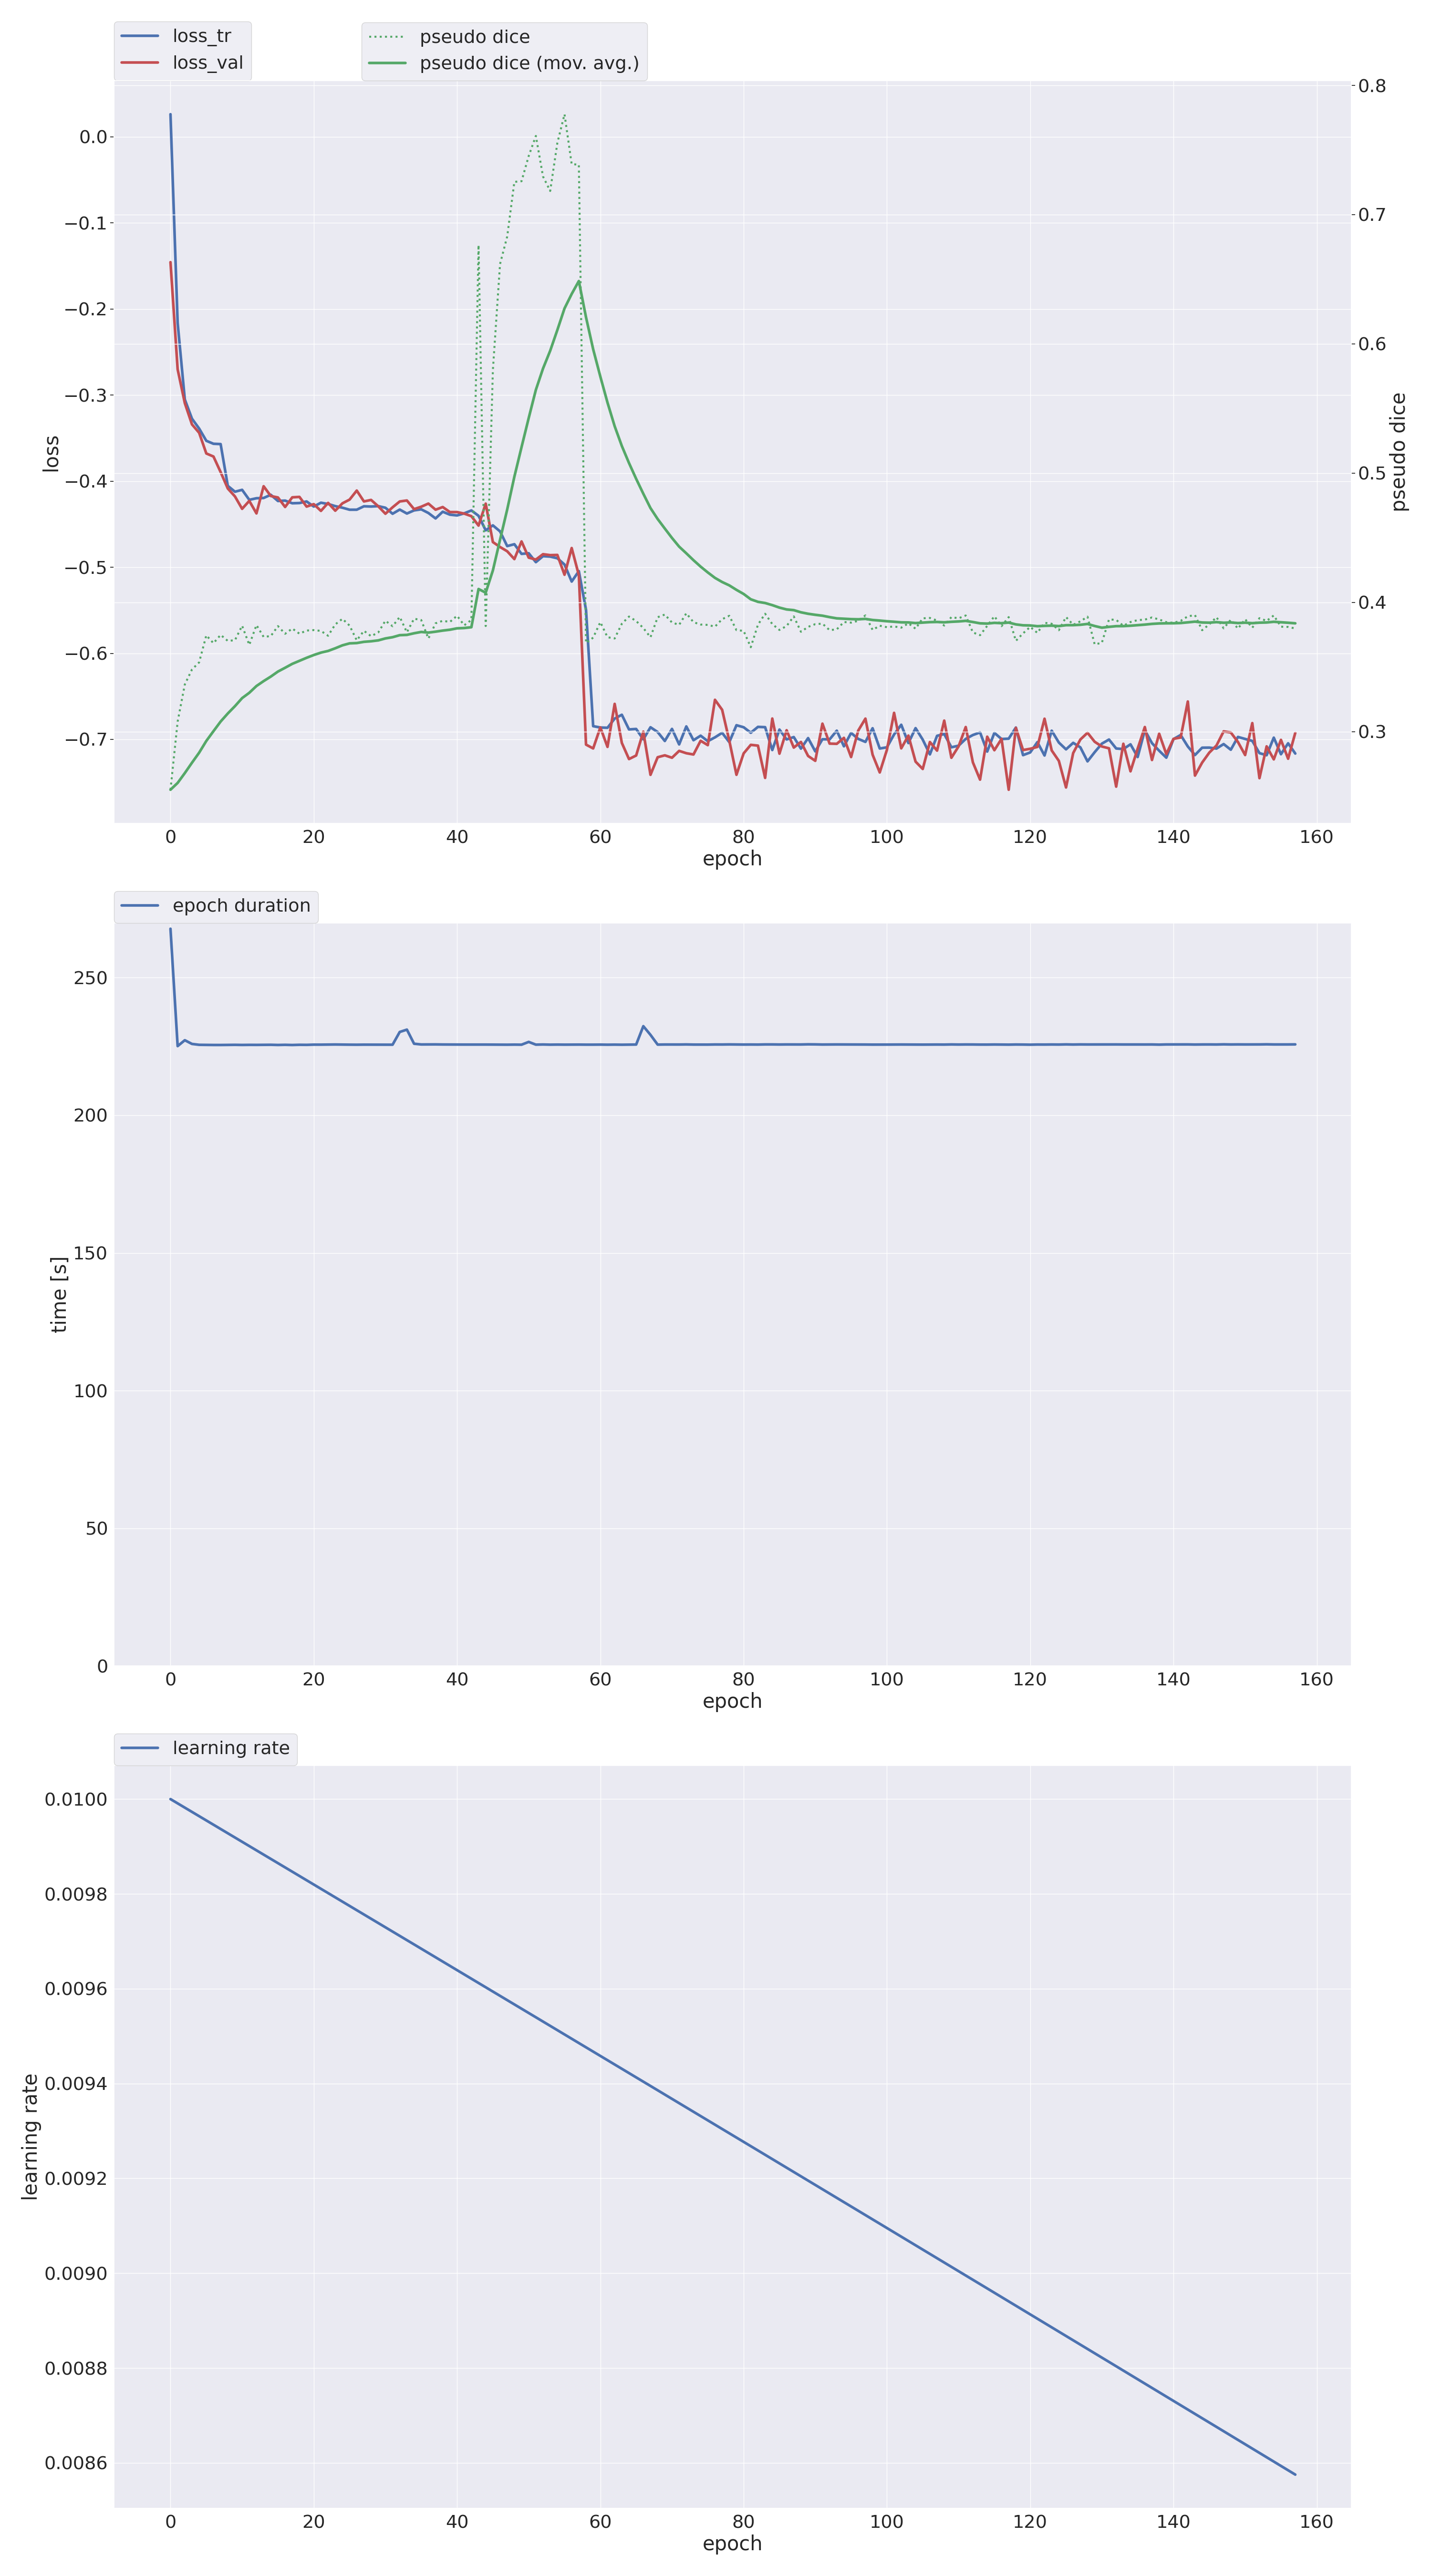 loss_tr
loss_val
pseudo dice
pseudo dice (mov. avg.)
0.0
−0.1
−0.2
−0.3
−0.4
−0.5
−0.6
−0.7
loss
0.8
0.7
0.6
0.5
0.4
0.3
pseudo dice
0 20 40 60 80 100 120 140 160
epoch
epoch duration
250
200
150
100
50
0
time [s]
0 20 40 60 80 100 120 140 160
epoch
learning rate
0.0100
0.0098
0.0096
0.0094
0.0092
0.0090
0.0088
0.0086
learning rate
0 20 40 60 80 100 120 140 160
epoch